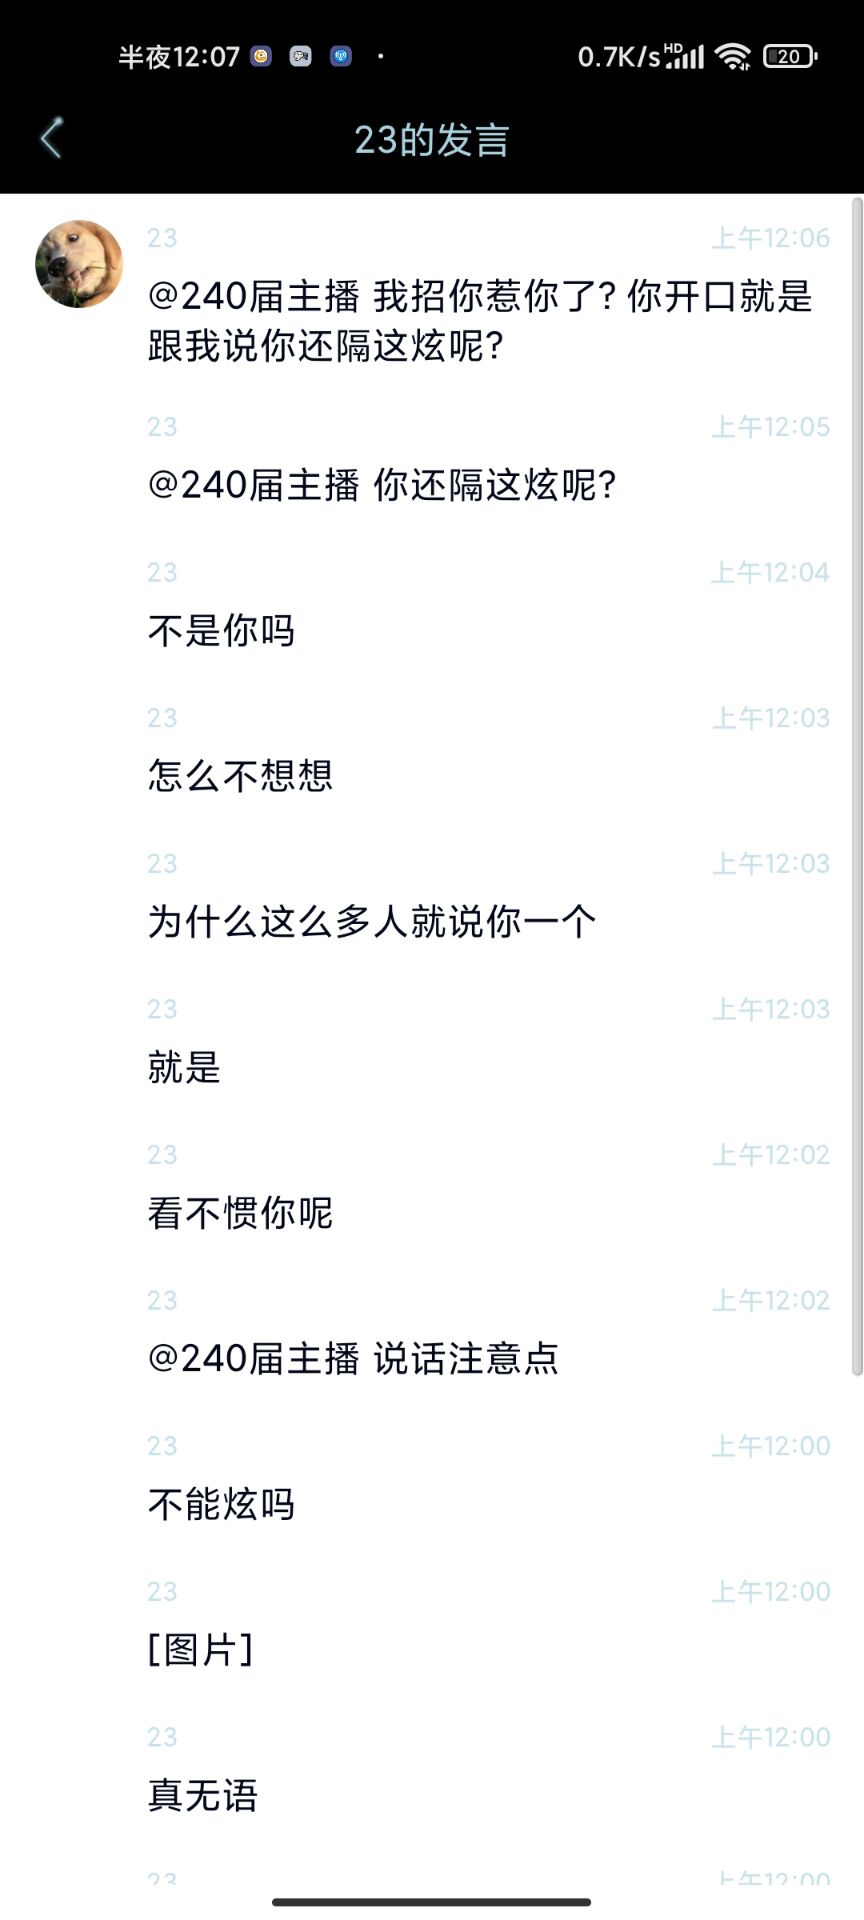 半夜12:07
0.7K/s HD 20
23的发言
23 上午12:06
@240届主播 我招你惹你了? 你开口就是
跟我说你还隔这炫呢?
23 上午12:05
@240届主播 你还隔这炫呢?
23 上午12:04
不是你吗
23 上午12:03
怎么不想想
23 上午12:03
为什么这么多人就说你一个
23 上午12:03
就是
23 上午12:02
看不惯你呢
23 上午12:02
@240届主播 说话注意点
23 上午12:00
不能炫吗
23 上午12:00
[图片]
23 上午12:00
真无语
23 上午12:00